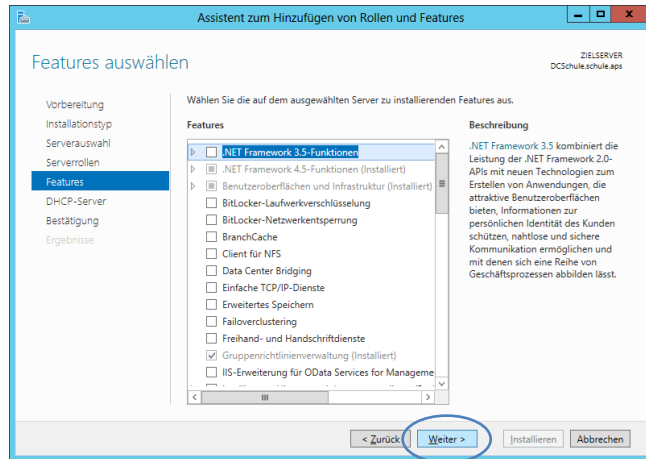 Assistent zum Hinzufügen von Rollen und Features
Features auswählen
ZIELSERVER
DCSchule.schule.aps
Vorbereitung
Installationstyp
Serverauswahl
Serverrollen
Features
DHCP-Server
Bestätigung
Ergebnisse
Wählen Sie die auf dem ausgewählten Server zu installierenden Features aus.
Features
.NET Framework 3.5-Funktionen
.NET Framework 4.5-Funktionen (Installiert)
Benutzeroberflächen und Infrastruktur (Installiert)
BitLocker-Laufwerkverschlüsselung
BitLocker-Netzwerkentsperrung
BranchCache
Client für NFS
Data Center Bridging
Einfache TCP/IP-Dienste
Erweitertes Speichern
Failoverclustering
Freihand- und Handschriftdienste
Gruppenrichtlinienverwaltung (Installiert)
IIS-Erweiterung für OData Services for Manageme
Beschreibung
.NET Framework 3.5 kombiniert die
Leistung der .NET Framework 2.0-
APIs mit neuen Technologien zum
Erstellen von Anwendungen, die
attraktive Benutzeroberflächen
bieten, Informationen zur
persönlichen Identität des Kunden
schützen, nahtlose und sichere
Kommunikation ermöglichen und
mit denen sich eine Reihe von
Geschäftsprozessen abbilden lässt.
< Zurück
Weiter >
Installieren
Abbrechen